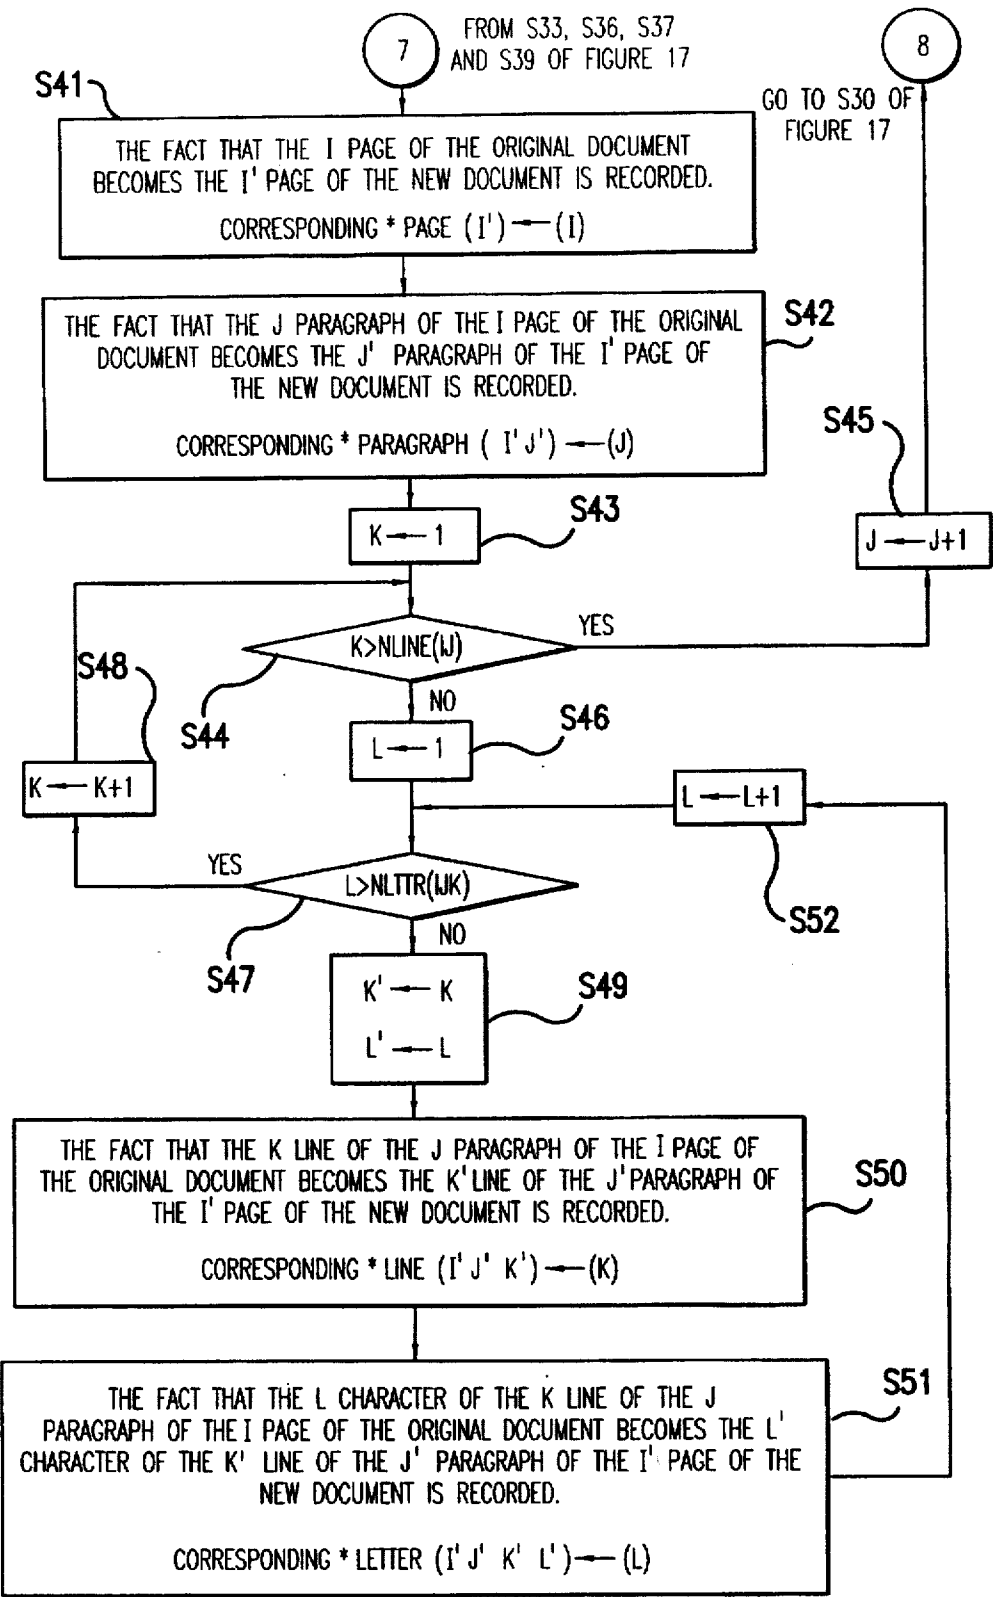 7
FROM S33, S36, S37
AND S39 OF FIGURE 17
8
GO TO S30 OF
FIGURE 17
S41
THE FACT THAT THE I PAGE OF THE ORIGINAL DOCUMENT
BECOMES THE I' PAGE OF THE NEW DOCUMENT IS RECORDED.
CORRESPONDING * PAGE (I') ← (I)
S42
THE FACT THAT THE J PARAGRAPH OF THE I PAGE OF THE ORIGINAL
DOCUMENT BECOMES THE J' PARAGRAPH OF THE I' PAGE OF
THE NEW DOCUMENT IS RECORDED.
CORRESPONDING * PARAGRAPH ( I' J') ← (J)
S43
K ← 1
S45
J ← J+1
K>NLINE(IJ)
YES
NO
S44
S48
K ← K+1
S46
L ← 1
L ← L+1
S52
L>NLTTR(IJK)
YES
NO
S47
S49
K' ← K
L' ← L
S50
THE FACT THAT THE K LINE OF THE J PARAGRAPH OF THE I PAGE OF
THE ORIGINAL DOCUMENT BECOMES THE K' LINE OF THE J' PARAGRAPH OF
THE I' PAGE OF THE NEW DOCUMENT IS RECORDED.
CORRESPONDING * LINE (I' J' K') ← (K)
S51
THE FACT THAT THE L CHARACTER OF THE K LINE OF THE J
PARAGRAPH OF THE I PAGE OF THE ORIGINAL DOCUMENT BECOMES THE L'
CHARACTER OF THE K' LINE OF THE J' PARAGRAPH OF THE I' PAGE OF THE
NEW DOCUMENT IS RECORDED.
CORRESPONDING * LETTER (I' J' K' L') ← (L)